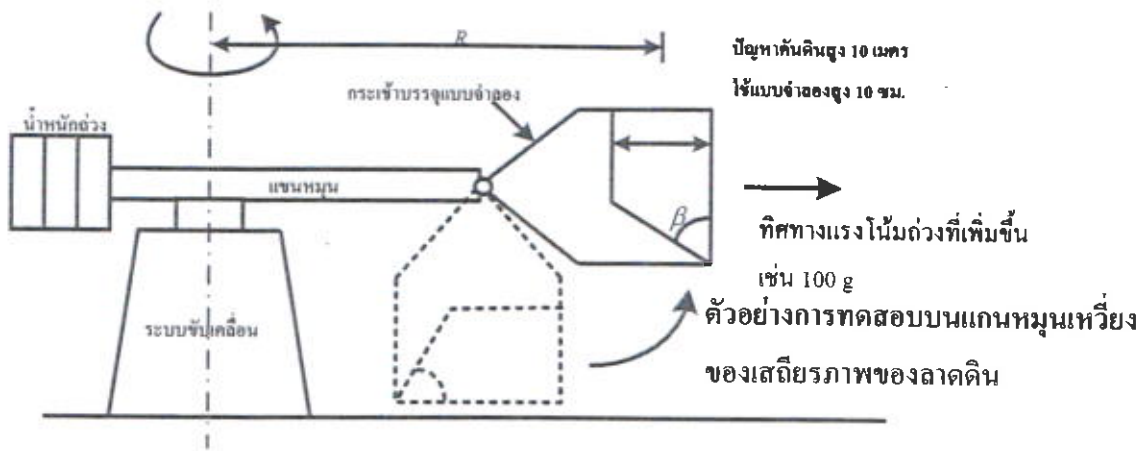 R
ปัญหาคันดินสูง 10 เมตร
ใช้แบบจำลองสูง 10 ซม.
กระเช้าบรรจุแบบจำลอง
น้ำหนักถ่วง
แขนหมุน
β
ทิศทางแรงโน้มถ่วงที่เพิ่มขึ้น
เช่น 100 g
ระบบขับเคลื่อน
ตัวอย่างการทดสอบบนแกนหมุนเหวี่ยง
ของเสถียรภาพของลาดดิน